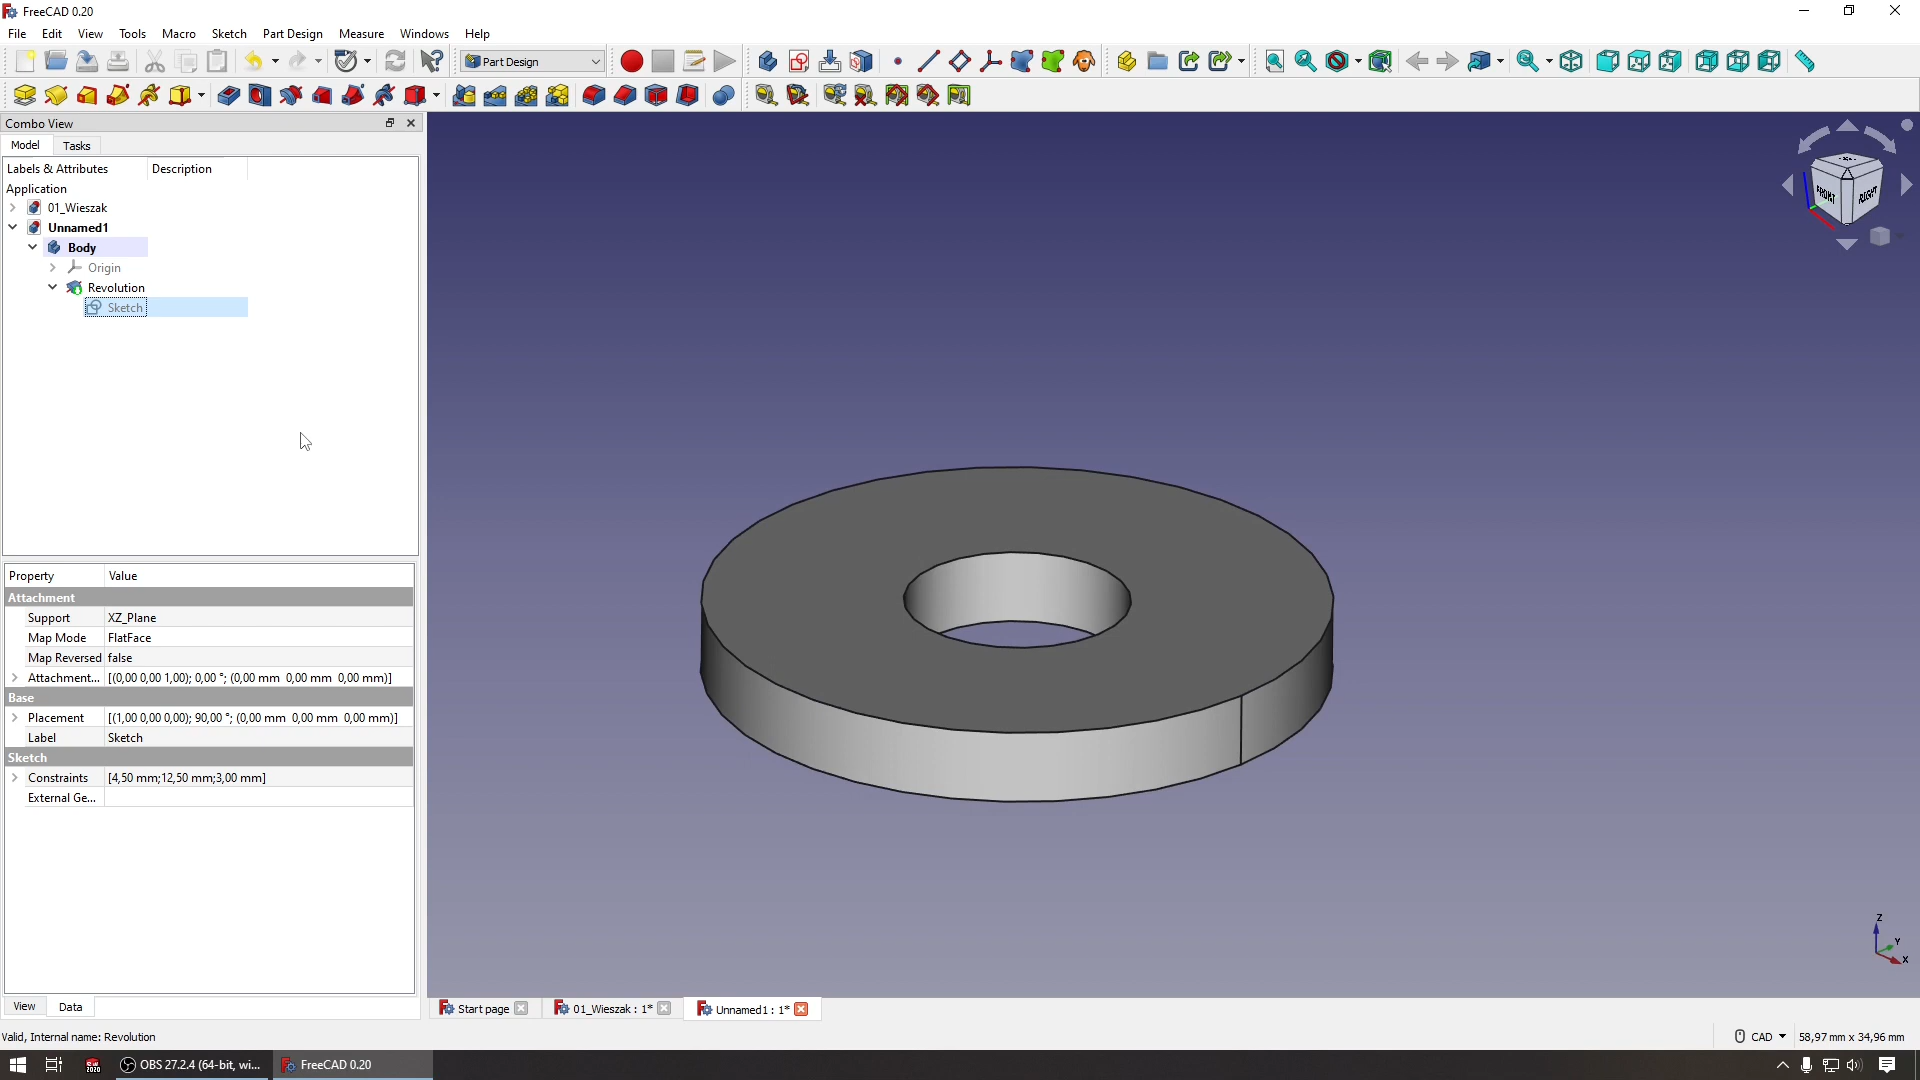 FreeCAD 0.20
File Edit View Tools Macro Sketch Part Design Measure Windows Help
Part Design
Combo View
Model Tasks
Labels & Attributes Description
Application
01_Wieszak
Unnamed1
Body
Origin
Revolution
Sketch
FRONT RIGHT
Property Value
Attachment
Support XZ_Plane
Map Mode FlatFace
Map Reversed false
Attachment... [(0,00 0,00 1,00); 0,00 °; (0,00 mm 0,00 mm 0,00 mm)]
Base
Placement [(1,00 0,00 0,00); 90,00 °; (0,00 mm 0,00 mm 0,00 mm)]
Label Sketch
Sketch
Constraints [4,50 mm;12,50 mm;3,00 mm]
External Ge...
Z
Y
X
View Data
Start page 01_Wieszak : 1* Unnamed1 : 1*
Valid, Internal name: Revolution
CAD 58,97 mm x 34,96 mm
2020 OBS 27.2.4 (64-bit, wi... FreeCAD 0.20